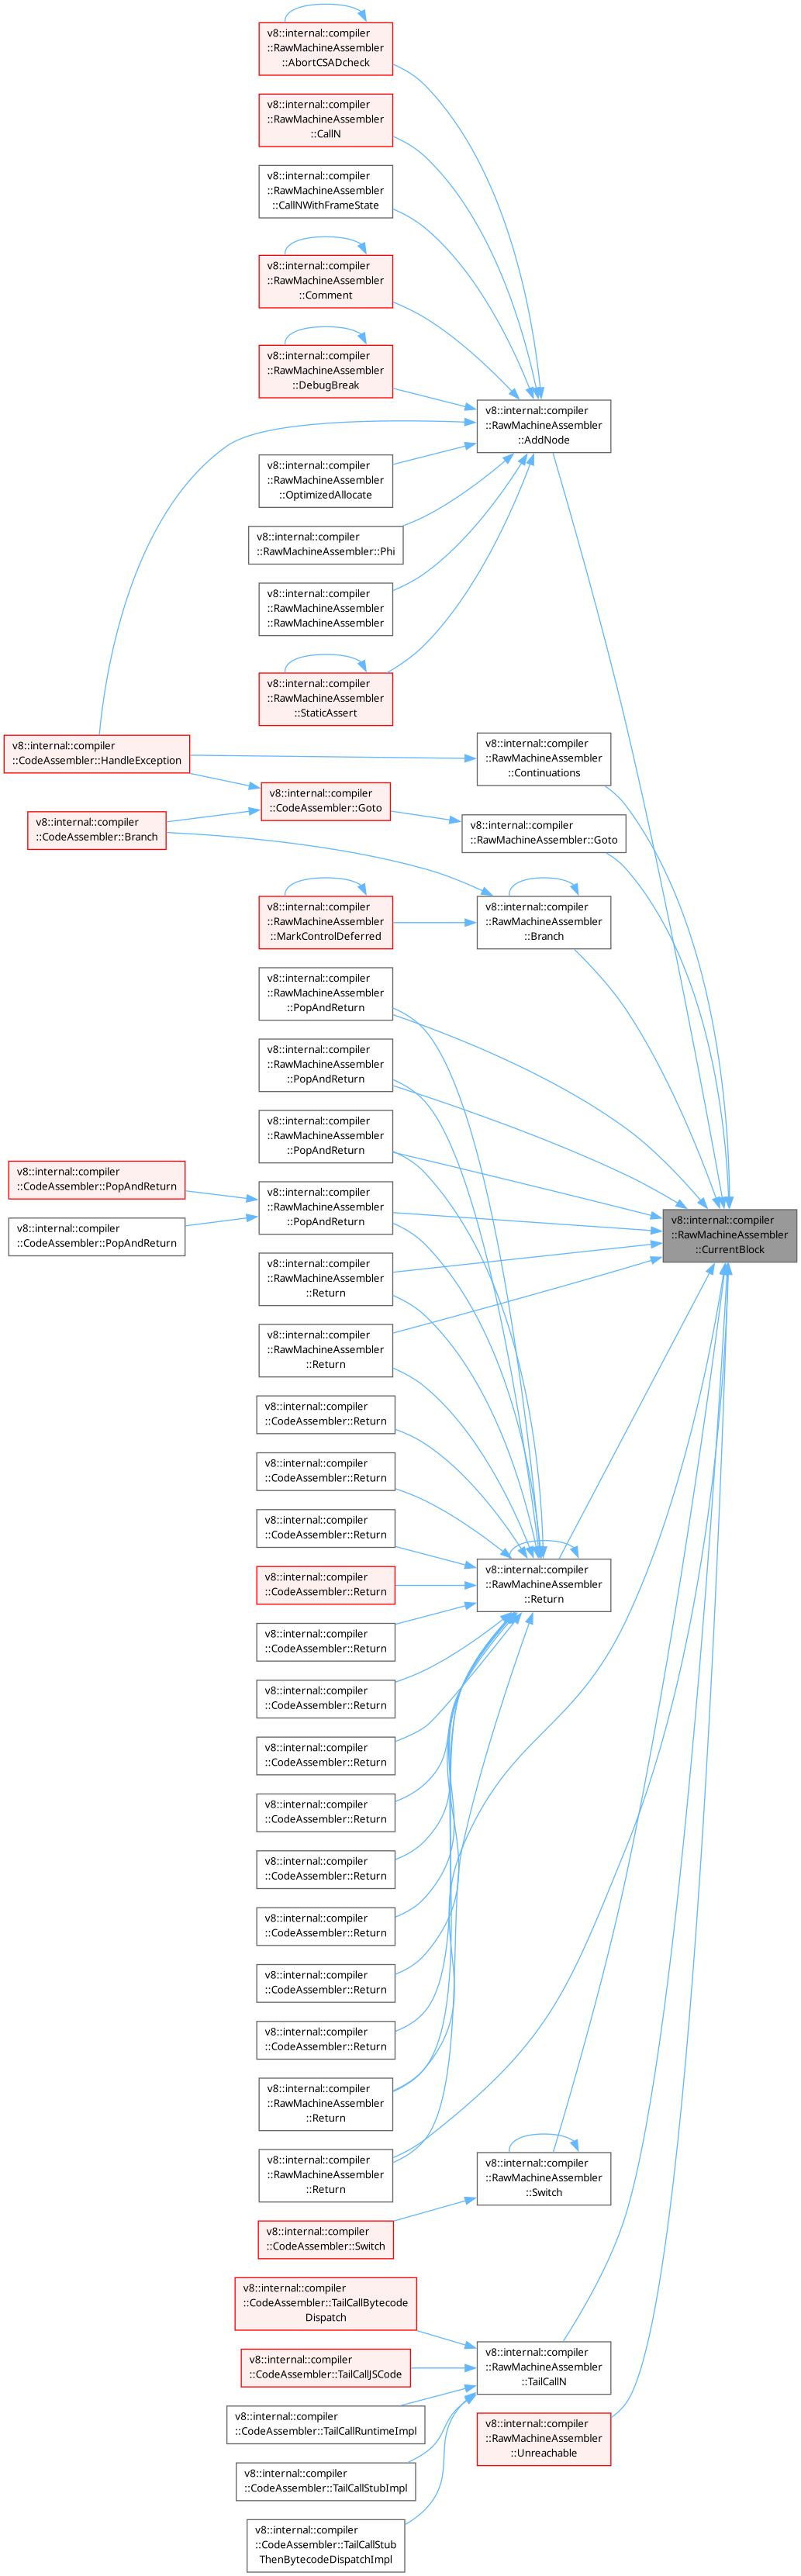 v8::internal::compiler
::RawMachineAssembler
::AbortCSADcheck
v8::internal::compiler
::RawMachineAssembler
::CallN
v8::internal::compiler
::RawMachineAssembler
::CallNWithFrameState
v8::internal::compiler
::RawMachineAssembler
::Comment
v8::internal::compiler
::RawMachineAssembler
::DebugBreak
v8::internal::compiler
::RawMachineAssembler
::AddNode
v8::internal::compiler
::RawMachineAssembler
::OptimizedAllocate
v8::internal::compiler
::RawMachineAssembler::Phi
v8::internal::compiler
::RawMachineAssembler
::RawMachineAssembler
v8::internal::compiler
::RawMachineAssembler
::StaticAssert
v8::internal::compiler
::CodeAssembler::HandleException
v8::internal::compiler
::RawMachineAssembler
::Continuations
v8::internal::compiler
::CodeAssembler::Goto
v8::internal::compiler
::CodeAssembler::Branch
v8::internal::compiler
::RawMachineAssembler::Goto
v8::internal::compiler
::RawMachineAssembler
::MarkControlDeferred
v8::internal::compiler
::RawMachineAssembler
::Branch
v8::internal::compiler
::RawMachineAssembler
::PopAndReturn
v8::internal::compiler
::RawMachineAssembler
::PopAndReturn
v8::internal::compiler
::RawMachineAssembler
::PopAndReturn
v8::internal::compiler
::CodeAssembler::PopAndReturn
v8::internal::compiler
::RawMachineAssembler
::PopAndReturn
v8::internal::compiler
::RawMachineAssembler
::CurrentBlock
v8::internal::compiler
::CodeAssembler::PopAndReturn
v8::internal::compiler
::RawMachineAssembler
::Return
v8::internal::compiler
::RawMachineAssembler
::Return
v8::internal::compiler
::CodeAssembler::Return
v8::internal::compiler
::CodeAssembler::Return
v8::internal::compiler
::CodeAssembler::Return
v8::internal::compiler
::CodeAssembler::Return
v8::internal::compiler
::RawMachineAssembler
::Return
v8::internal::compiler
::CodeAssembler::Return
v8::internal::compiler
::CodeAssembler::Return
v8::internal::compiler
::CodeAssembler::Return
v8::internal::compiler
::CodeAssembler::Return
v8::internal::compiler
::CodeAssembler::Return
v8::internal::compiler
::CodeAssembler::Return
v8::internal::compiler
::CodeAssembler::Return
v8::internal::compiler
::CodeAssembler::Return
v8::internal::compiler
::RawMachineAssembler
::Return
v8::internal::compiler
::RawMachineAssembler
::Return
v8::internal::compiler
::RawMachineAssembler
::Switch
v8::internal::compiler
::CodeAssembler::Switch
v8::internal::compiler
::CodeAssembler::TailCallBytecode
Dispatch
v8::internal::compiler
::CodeAssembler::TailCallJSCode
v8::internal::compiler
::RawMachineAssembler
::TailCallN
v8::internal::compiler
::CodeAssembler::TailCallRuntimeImpl
v8::internal::compiler
::RawMachineAssembler
::Unreachable
v8::internal::compiler
::CodeAssembler::TailCallStubImpl
v8::internal::compiler
::CodeAssembler::TailCallStub
ThenBytecodeDispatchImpl